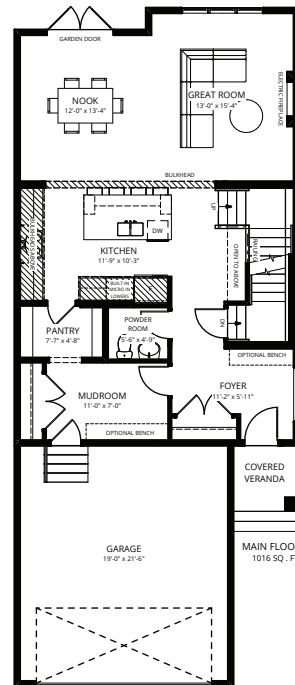 GARDEN DOOR
NOOK
12'-0" x 13'-4"
GREAT ROOM
13'-0" x 15'-4"
ELECTRIC FIREPLACE
BULKHEAD
BULKHEADS ABOVE
UP
DW
KITCHEN
11'-9" x 10'-3"
OPEN TO ABOVE
RAILING
BUILT-IN
MICRO IN
LOWERS
POWDER
ROOM
5'-6" x 4'-9"
DN
PANTRY
7'-7" x 4'-8"
OPTIONAL BENCH
MUDROOM
11'-0" x 7'-0"
FOYER
11'-2" x 5'-11"
OPTIONAL BENCH
COVERED
VERANDA
GARAGE
19'-0" x 21'-6"
MAIN FLOO
1016 SQ . F